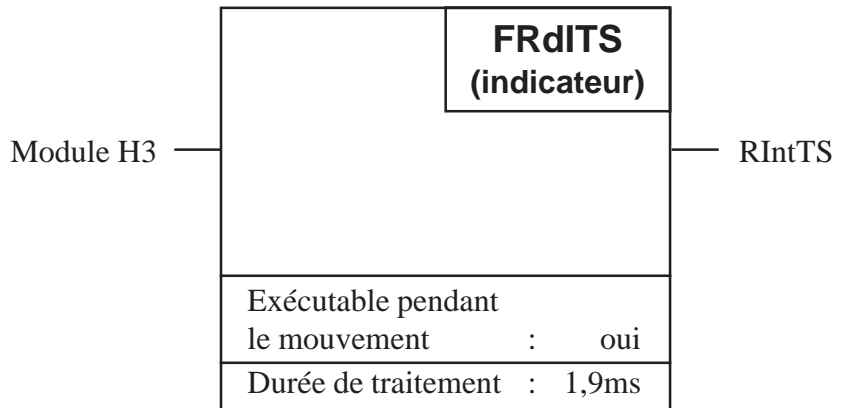 FRdITS
(indicateur)
Module H3
RIntTS
Exécutable pendant
le mouvement : oui
Durée de traitement : 1,9ms